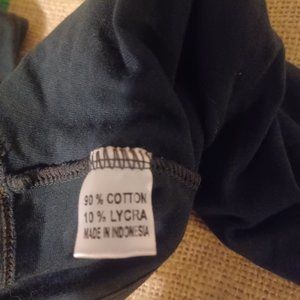 90 % COTTON
10 % LYCRA
MADE IN INDONESIA